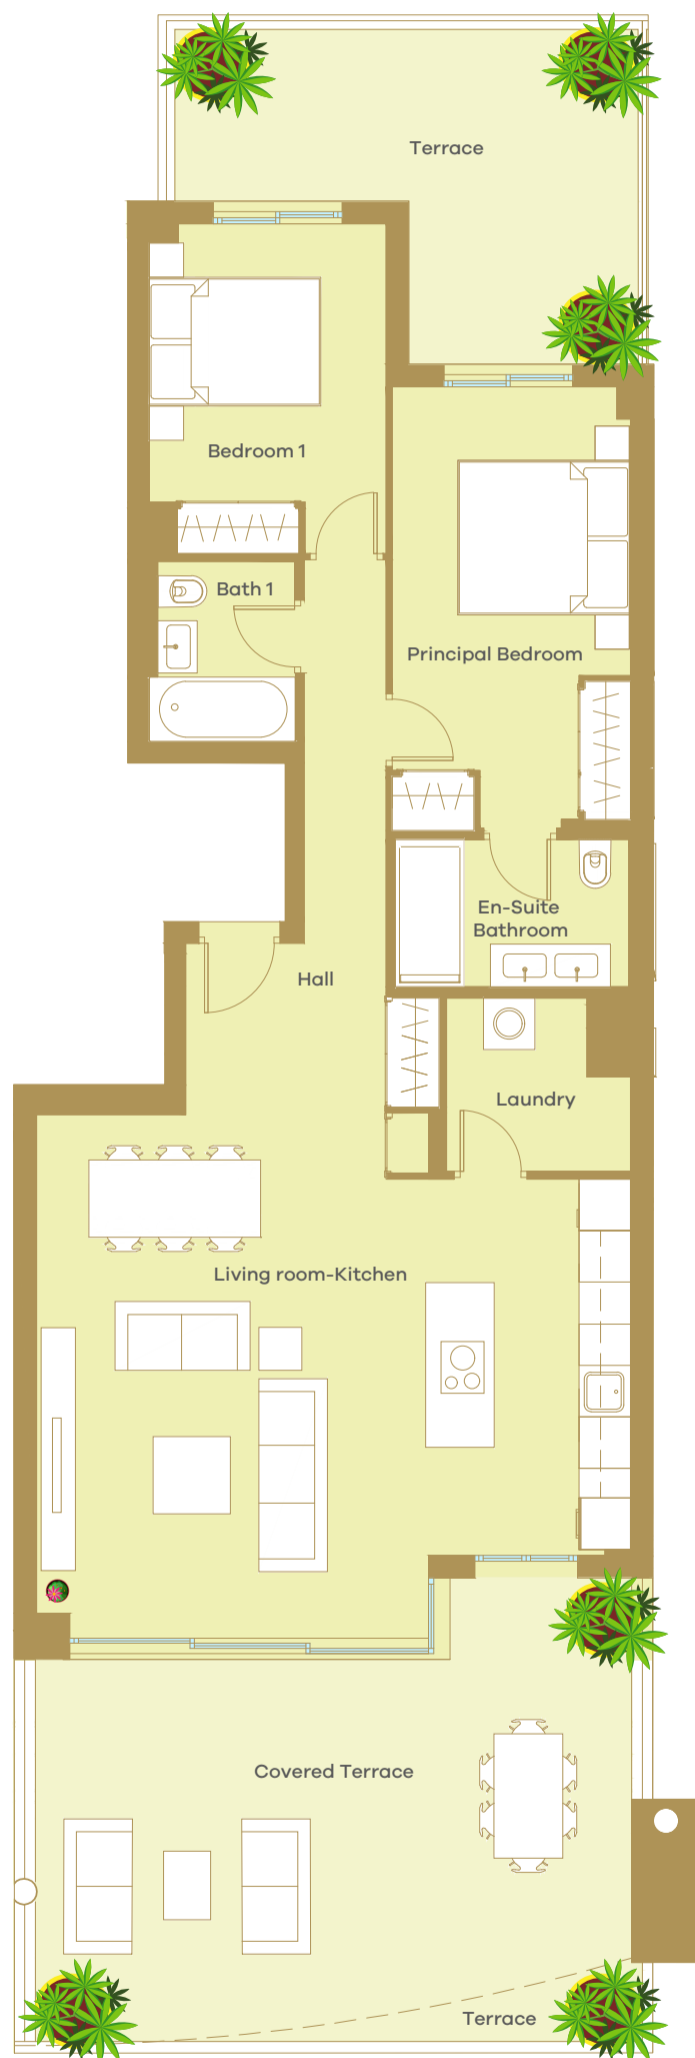 Terrace
Bedroom 1
Bath 1
Principal Bedroom
En-Suite
Bathroom
Hall
Laundry
Living room-Kitchen
Covered Terrace
Terrace